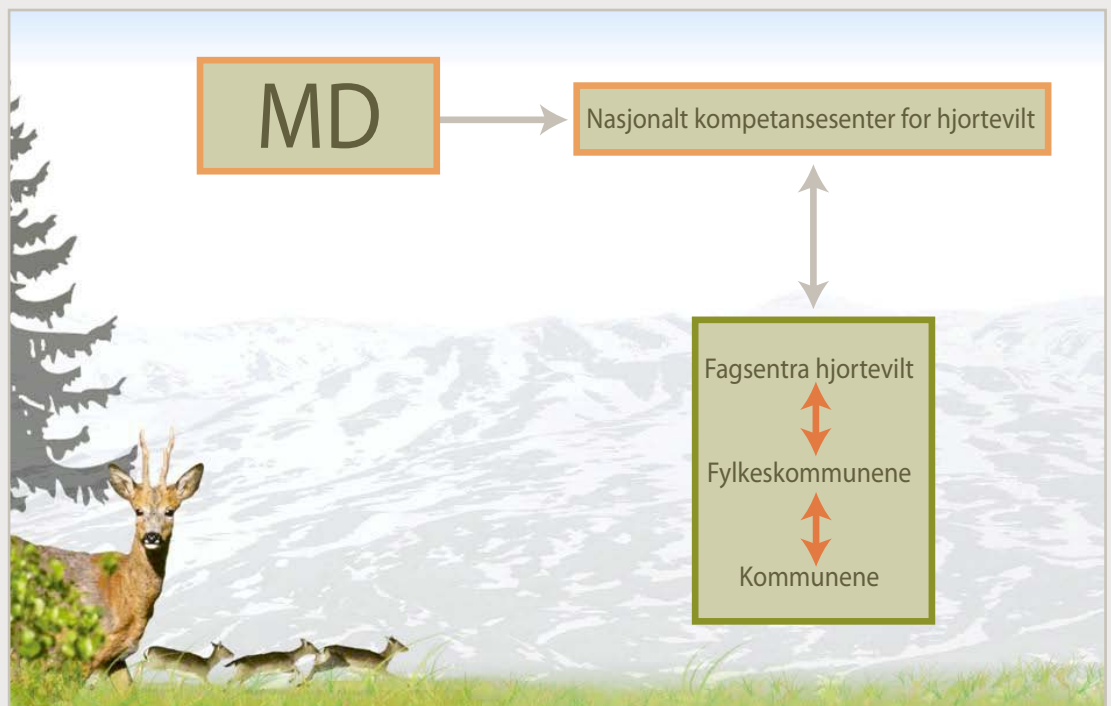 MD
Nasjonalt kompetansesenter for hjortevilt
Fagsentra hjortevilt
Fylkeskommunene
Kommunene